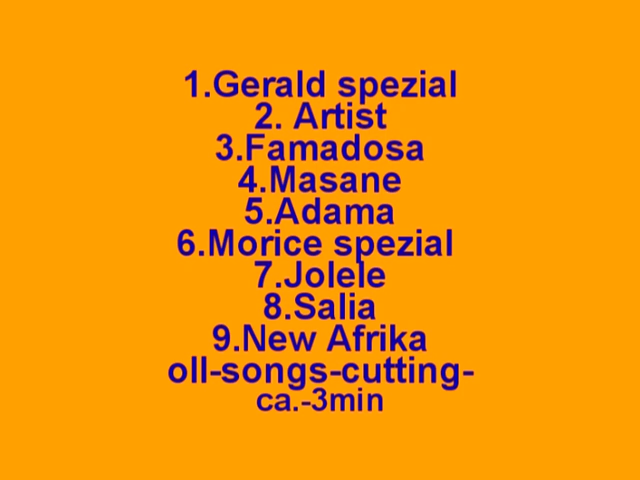 1.Gerald spezial
2. Artist
3.Famadosa
4.Masane
5.Adama
6.Morice spezial
7.Jolele
8.Salia
9.New Afrika
oll-songs-cutting-
ca.-3min